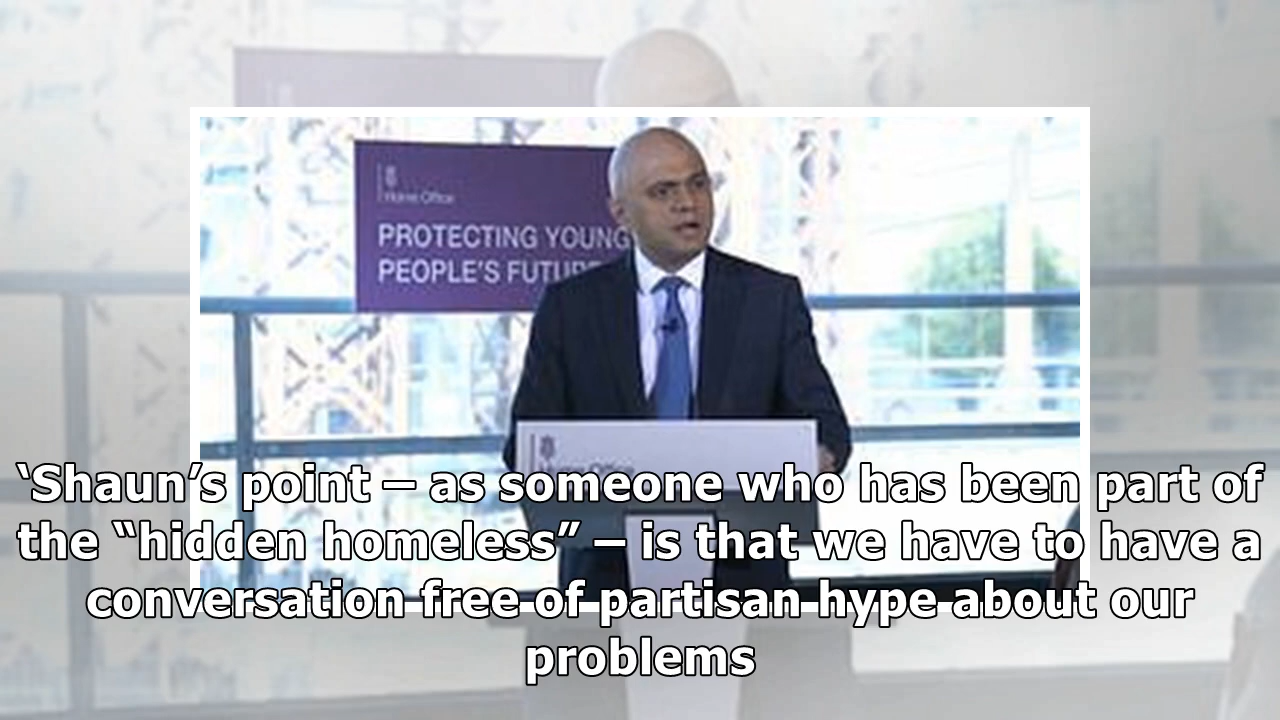 Home Office
PROTECTING YOUNG
PEOPLE'S FUTURE
‘Shaun’s point – as someone who has been part of
the “hidden homeless” – is that we have to have a
conversation free of partisan hype about our
problems